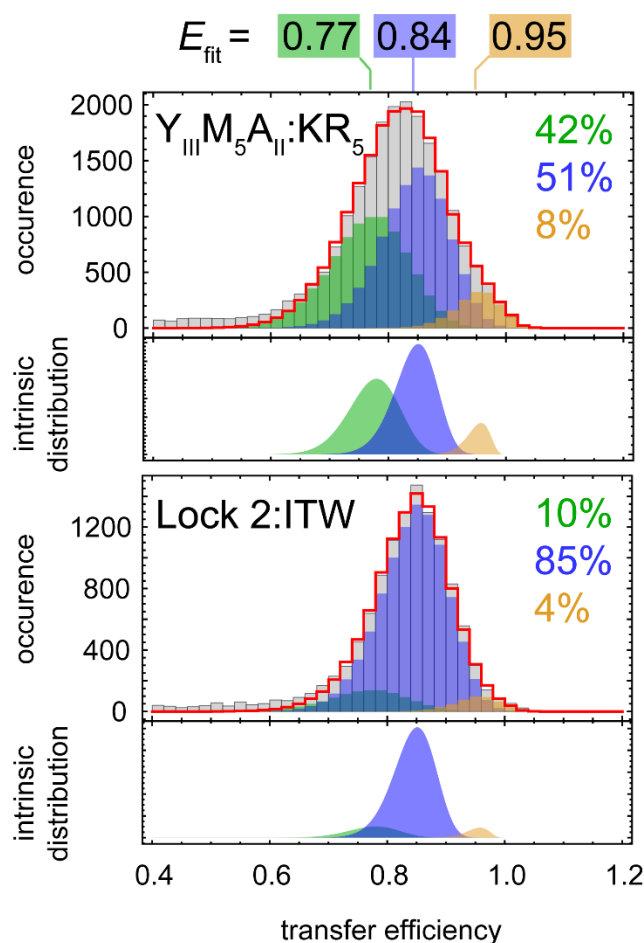 E_fit = 0.77 0.84 0.95
2000
Y_III M_5 A_II:KR_5
42%
1500
51%
1000
8%
500
0
occurence
intrinsic
distribution
Lock 2:ITW
10%
1200
85%
800
4%
400
0
occurence
intrinsic
distribution
0.4 0.6 0.8 1.0 1.2
transfer efficiency